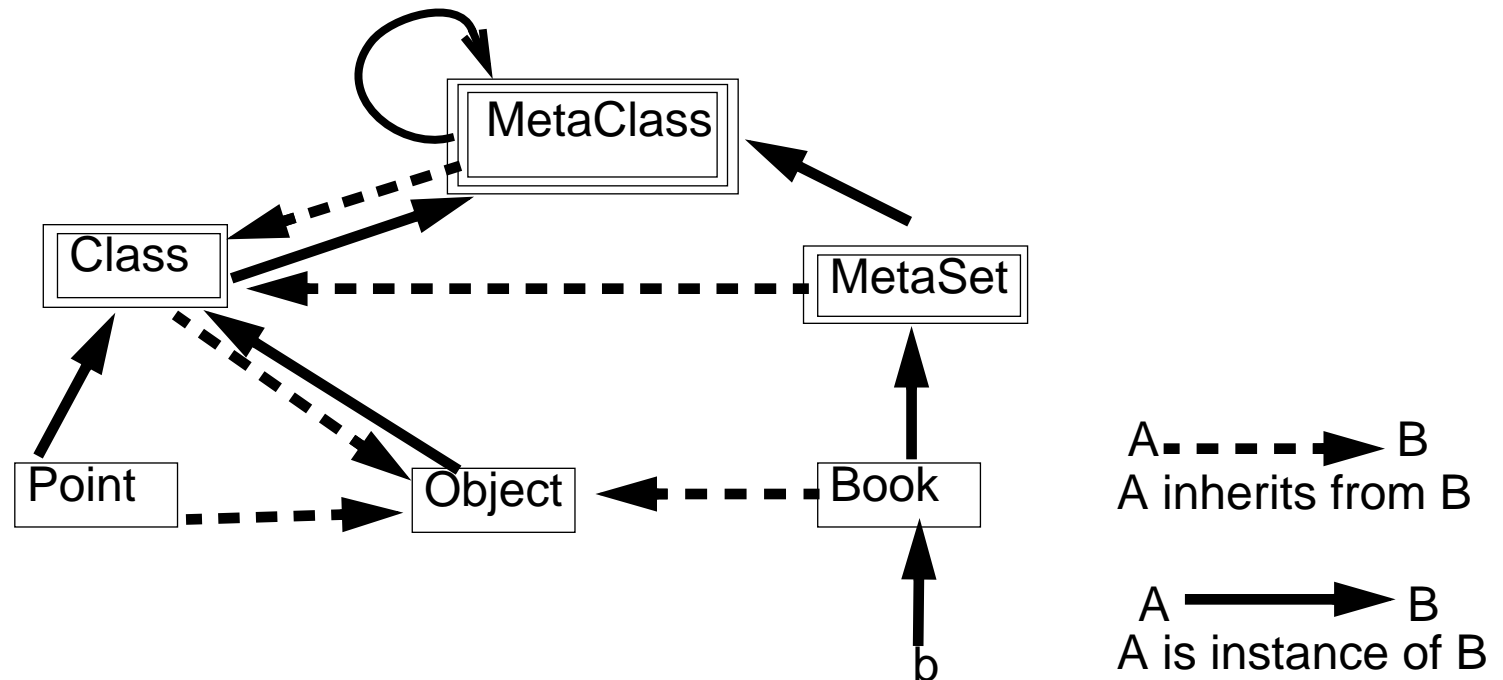 MetaClass
Class
MetaSet
Point
Object
Book
b
A B
A inherits from B
A B
A is instance of B